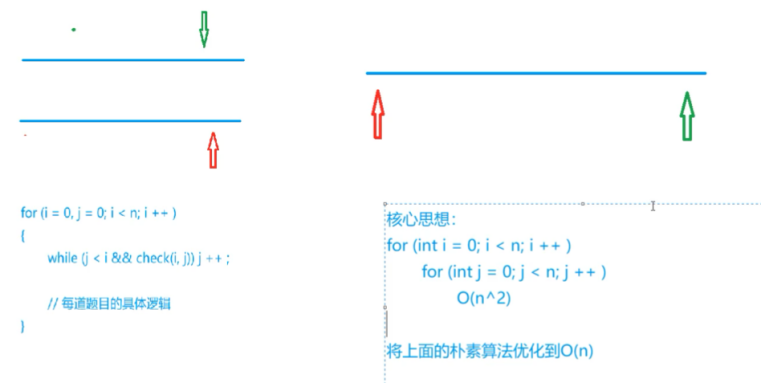 for (i = 0, j = 0; i < n; i ++ )
{
while (j < i && check(i, j)) j ++ ;
// 每道题目的具体逻辑
}
核心思想：
for (int i = 0; i < n; i ++ )
for (int j = 0; j < n; j ++ )
O(n^2)
将上面的朴素算法优化到O(n)